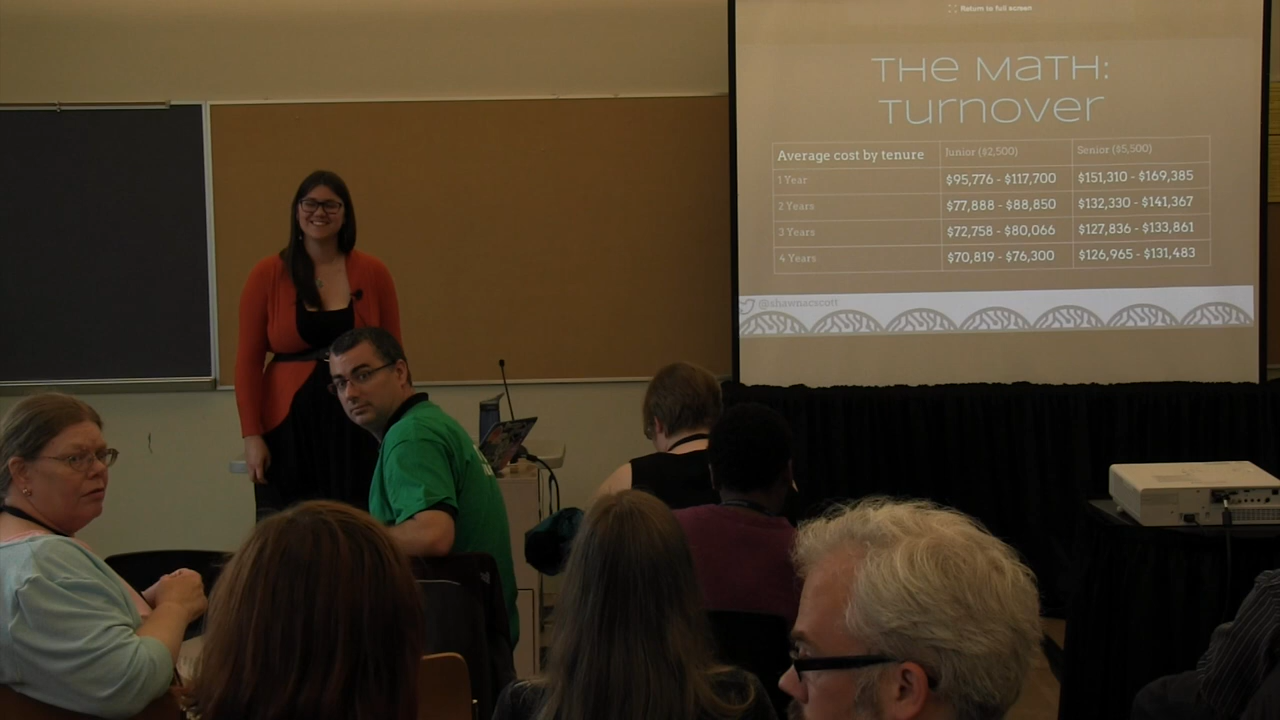 Return to full screen
THE MATH:
Turnover
Average cost by tenure Junior ($2,500) Senior ($5,500)
1 Year $95,776 - $117,700 $151,310 - $169,385
2 Years $77,888 - $88,850 $132,330 - $141,367
3 Years $72,758 - $80,066 $127,836 - $133,861
4 Years $70,819 - $76,300 $126,965 - $131,483
@shawnacscott